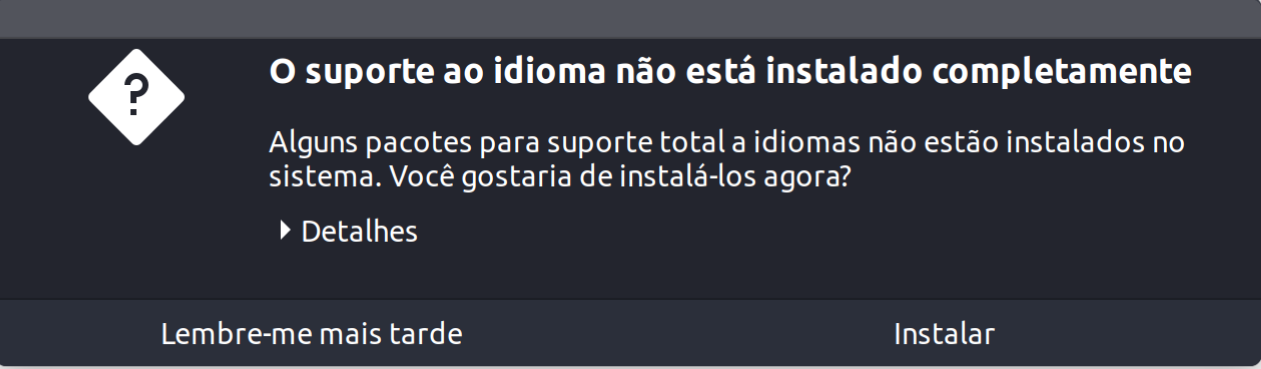 ?
O suporte ao idioma não está instalado completamente
Alguns pacotes para suporte total a idiomas não estão instalados no
sistema. Você gostaria de instalá-los agora?
Detalhes
Lembre-me mais tarde
Instalar